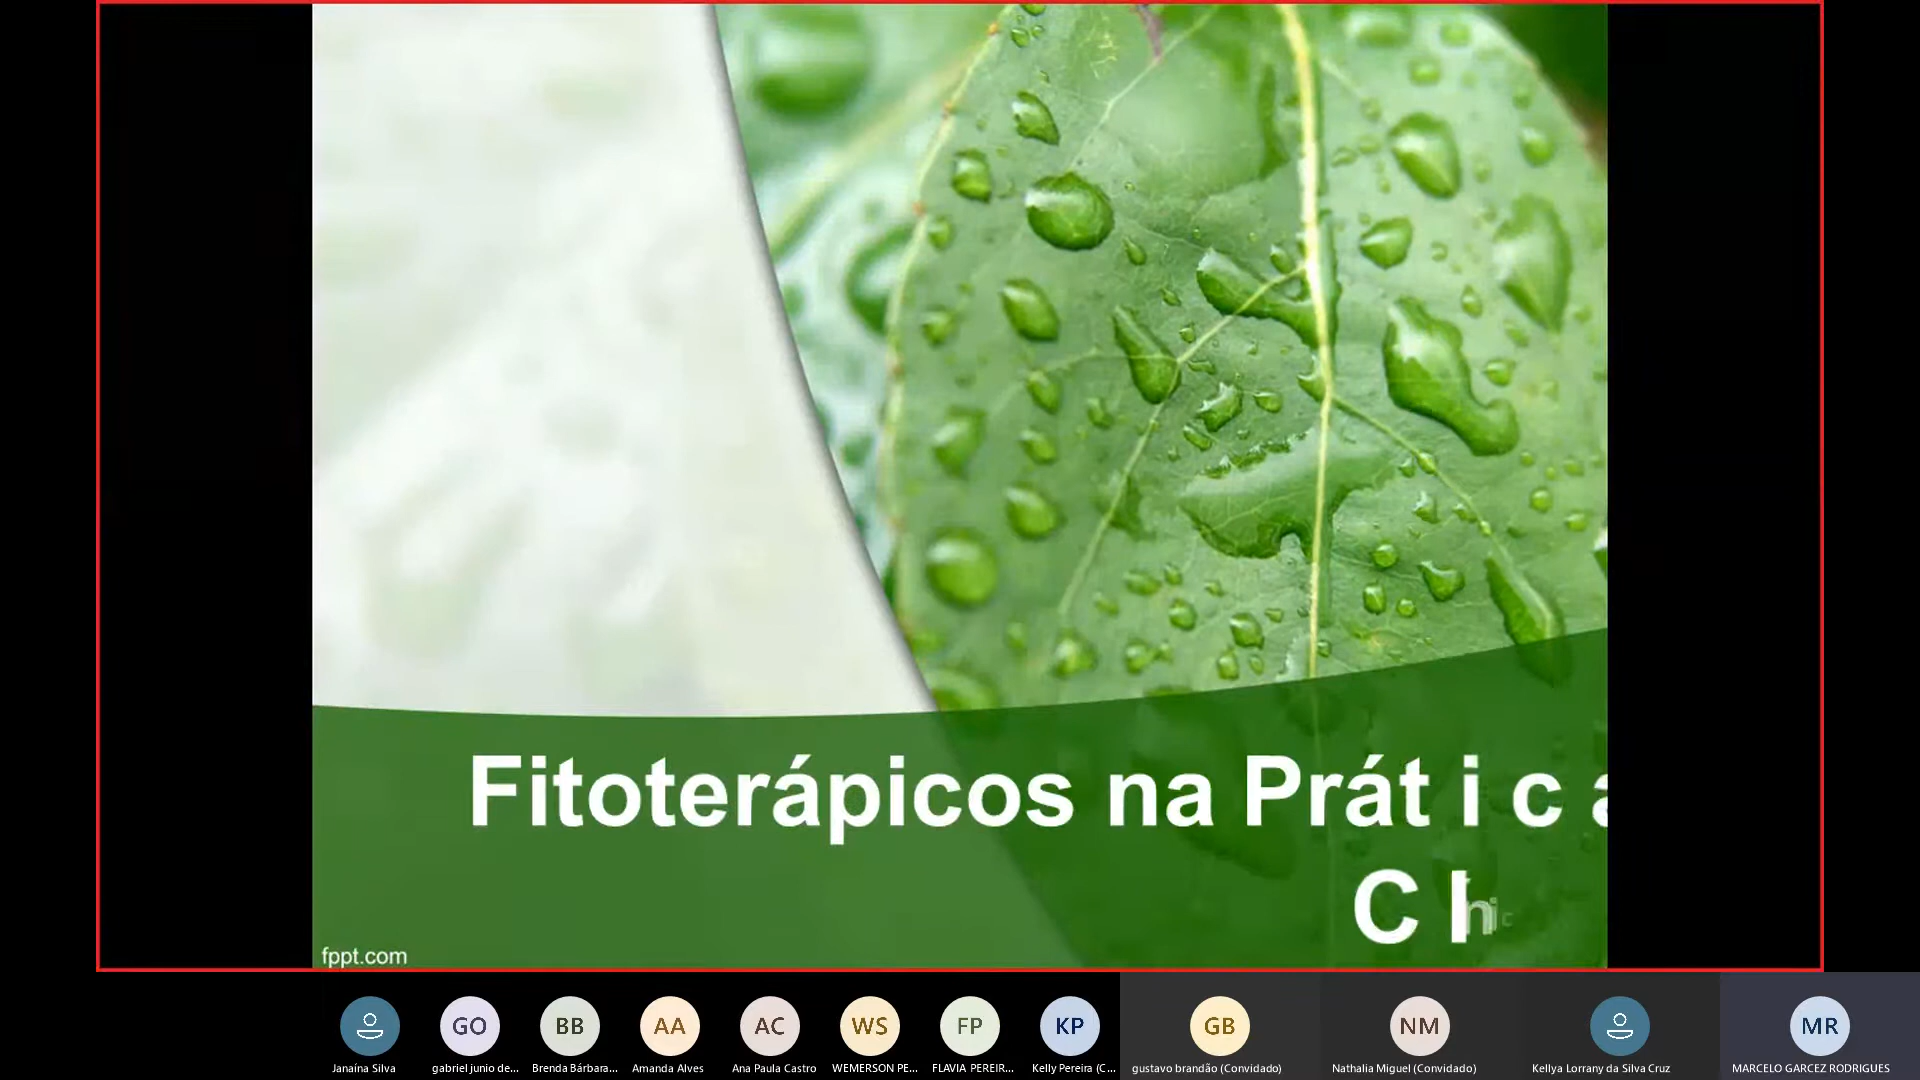 Fitoterápicos na Prát i c a
C l
fppt.com
GO
BB
AA
AC
WS
FP
KP
GB
NM
MR
Janaína Silva
gabriel junio de...
Brenda Bárbara...
Amanda Alves
Ana Paula Castro
WEMERSON PE...
FLAVIA PEREIR...
Kelly Pereira (C...
gustavo brandão (Convidado)
Nathalia Miguel (Convidado)
Kellya Lorrany da Silva Cruz
MARCELO GARCEZ RODRIGUES